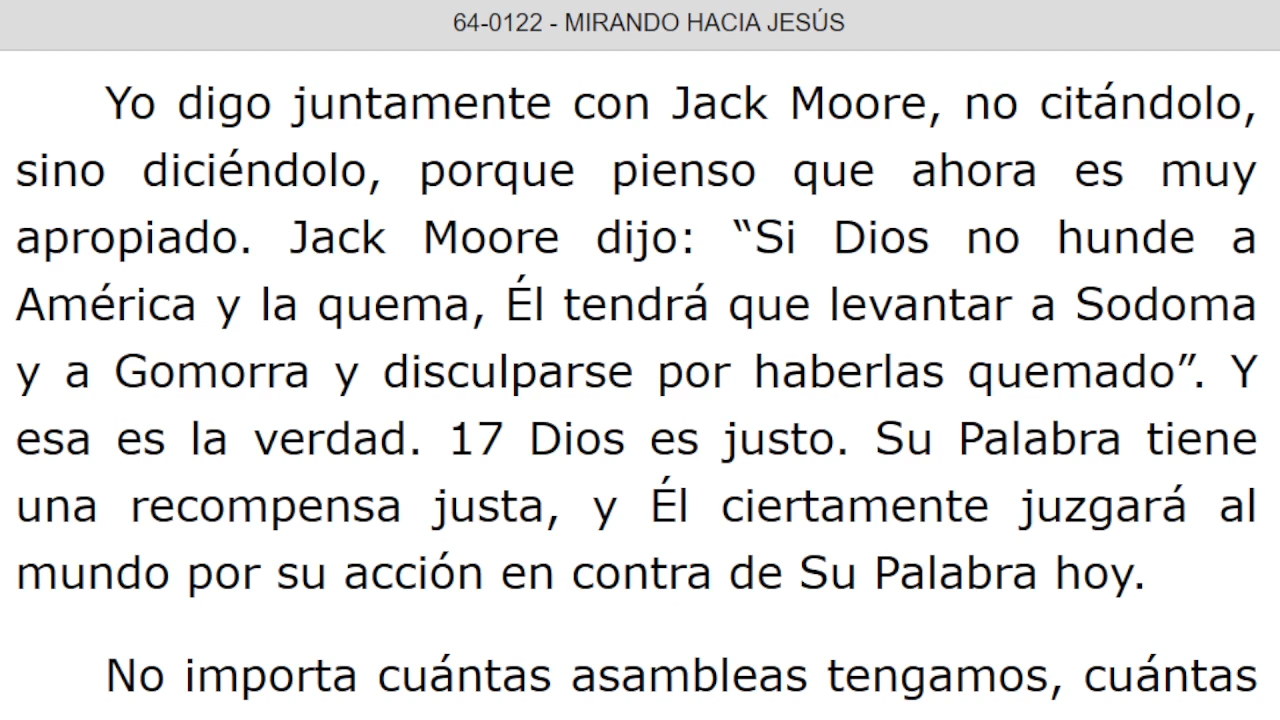 64-0122 - MIRANDO HACIA JESÚS
Yo digo juntamente con Jack Moore, no citándolo,
sino diciéndolo, porque pienso que ahora es muy
apropiado. Jack Moore dijo: “Si Dios no hunde a
América y la quema, Él tendrá que levantar a Sodoma
y a Gomorra y disculparse por haberlas quemado”. Y
esa es la verdad. 17 Dios es justo. Su Palabra tiene
una recompensa justa, y Él ciertamente juzgará al
mundo por su acción en contra de Su Palabra hoy.
No importa cuántas asambleas tengamos, cuántas